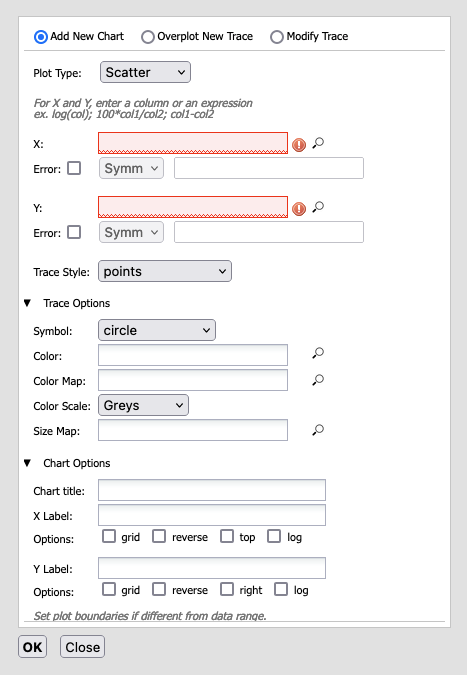 Add New Chart Overplot New Trace Modify Trace
Plot Type: Scatter
For X and Y, enter a column or an expression
ex. log(col); 100*col1/col2; col1-col2
X:
Error: Symm
Y:
Error: Symm
Trace Style: points
Trace Options
Symbol: circle
Color:
Color Map:
Color Scale: Greys
Size Map:
Chart Options
Chart title:
X Label:
Options: grid reverse top log
Y Label:
Options: grid reverse right log
Set plot boundaries if different from data range.
OK Close